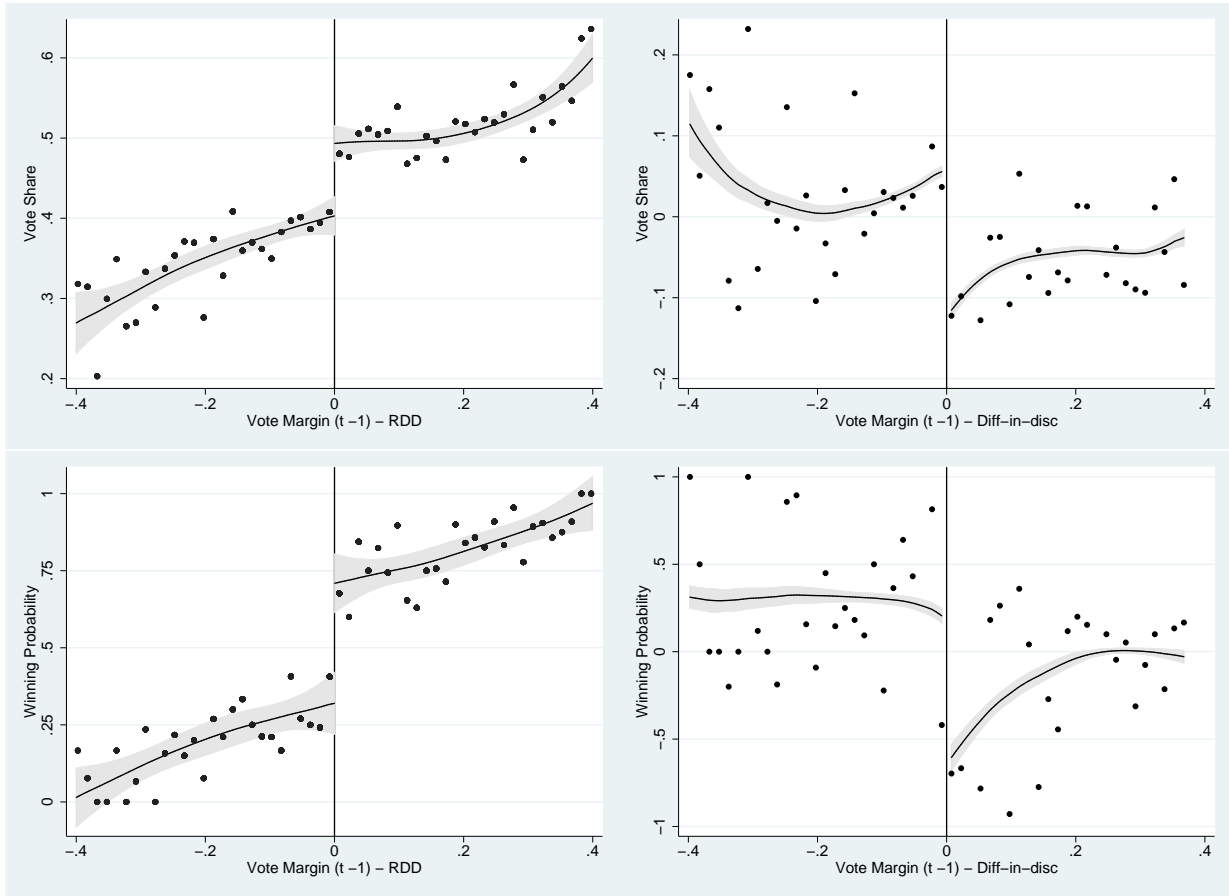 .6
.5
.4
.3
.2
Vote Share
−.4 −.2 0 .2 .4
Vote Margin (t −1) − RDD
.2
.1
0
−.1
−.2
Vote Share
−.4 −.2 0 .2 .4
Vote Margin (t −1) − Diff−in−disc
1
.75
.5
.25
0
Winning Probability
−.4 −.2 0 .2 .4
Vote Margin (t −1) − RDD
1
.5
0
−.5
−1
Winning Probability
−.4 −.2 0 .2 .4
Vote Margin (t −1) − Diff−in−disc